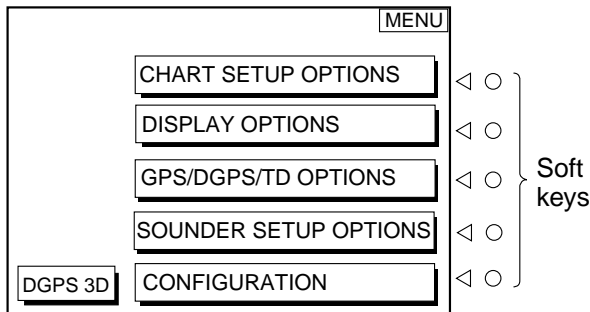 MENU
CHART SETUP OPTIONS
DISPLAY OPTIONS
GPS/DGPS/TD OPTIONS
SOUNDER SETUP OPTIONS
DGPS 3D CONFIGURATION
Soft
keys